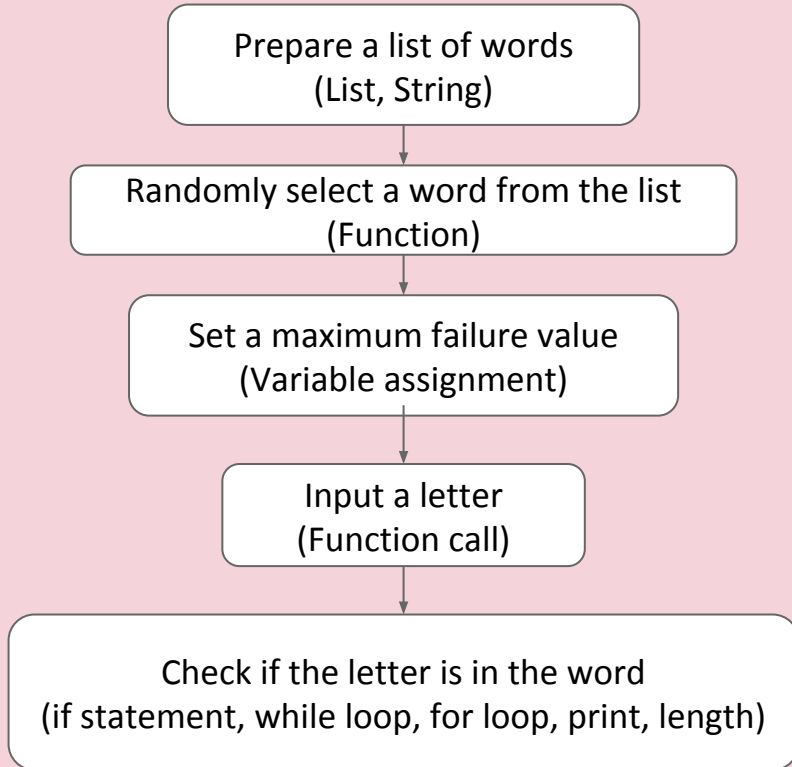 Prepare a list of words
(List, String)
Randomly select a word from the list
(Function)
Set a maximum failure value
(Variable assignment)
Input a letter
(Function call)
Check if the letter is in the word
(if statement, while loop, for loop, print, length)